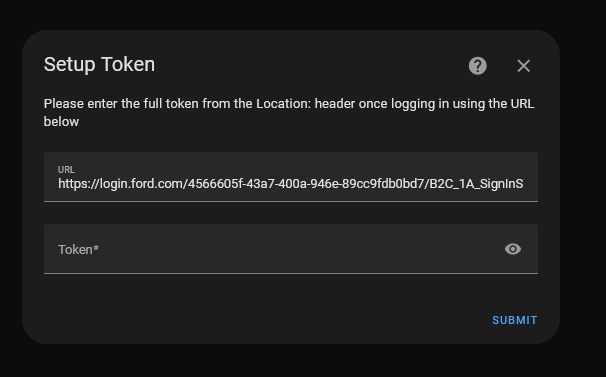 Setup Token
Please enter the full token from the Location: header once logging in using the URL
below
URL
https://login.ford.com/4566605f-43a7-400a-946e-89cc9fdb0bd7/B2C_1A_SignInS
Token*
SUBMIT